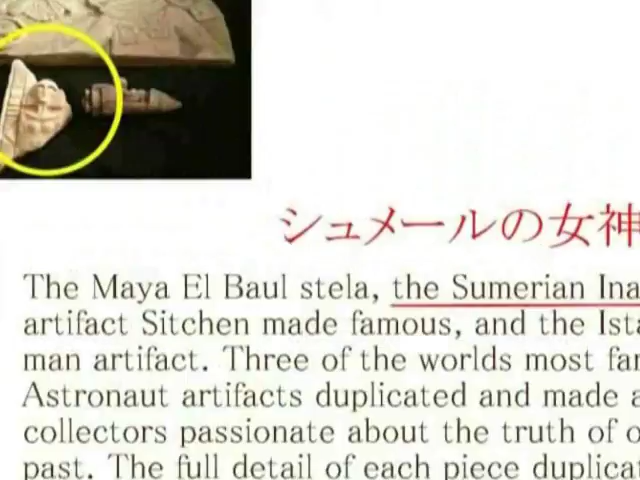 シュメールの女神
The Maya El Baul stela, the Sumerian
artifact Sitchen made famous, and the
man artifact. Three of the worlds most
Astronaut artifacts duplicated and made
collectors passionate about the truth of
past. The full detail of each piece